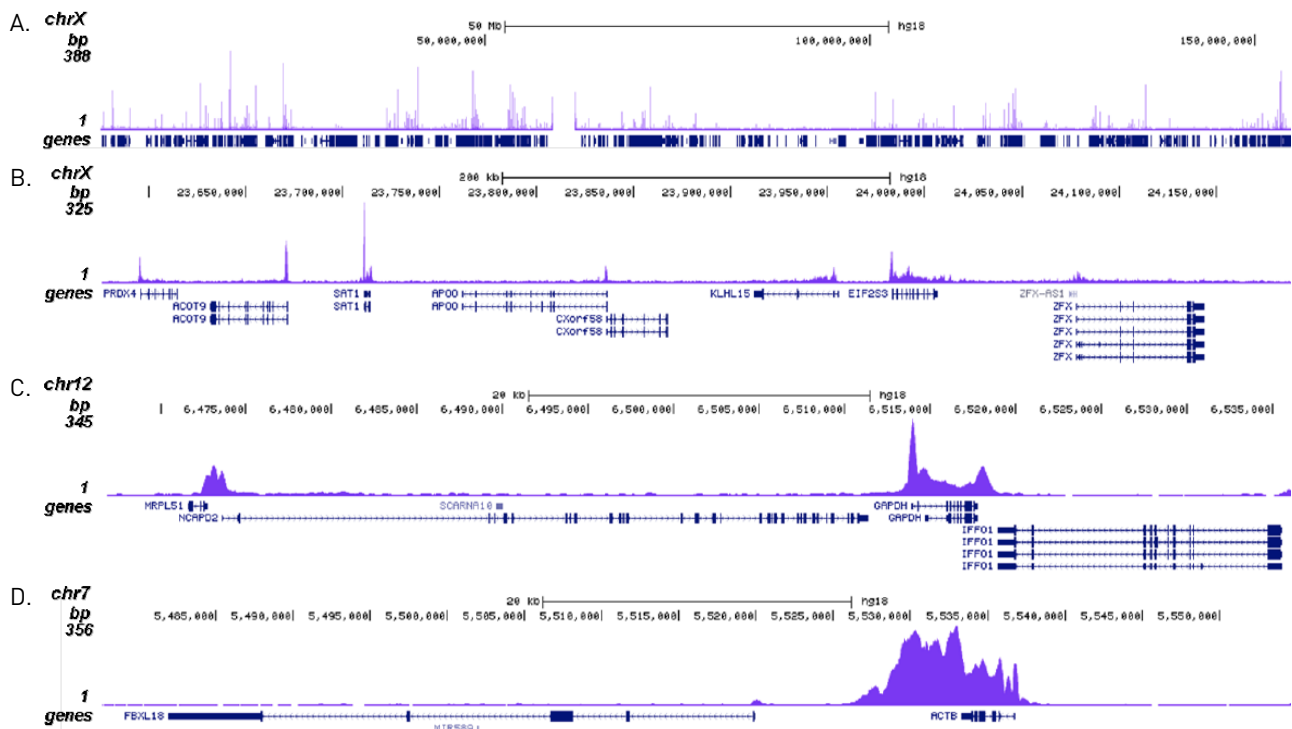 A. chrX 50 Mb hg18
bp 50,000,000 100,000,000 150,000,000
388
1
genes
B. chrX 200 kb hg18
bp 23,650,000 23,700,000 23,750,000 23,800,000 23,850,000 23,900,000 23,950,000 24,000,000 24,050,000 24,100,000 24,150,000
325
1
genes PRDX4 SAT1 APOO KLHL15 EIF2S3 ZFX-AS1
ACOT9 SAT1 APOO ZFX
ACOT9 CXorf58 ZFX
CXorf58 ZFX
ZFX
C. chr12 20 kb hg18
bp 6,475,000 6,480,000 6,485,000 6,490,000 6,495,000 6,500,000 6,505,000 6,510,000 6,515,000 6,520,000 6,525,000 6,530,000 6,535,000
345
1
genes MRPL51 SCARNA10 GAPDH
NCAPD2 GAPDH
IFFO1
IFFO1
IFFO1
IFFO1
D. chr7 20 kb hg18
bp 5,485,000 5,490,000 5,495,000 5,500,000 5,505,000 5,510,000 5,515,000 5,520,000 5,525,000 5,530,000 5,535,000 5,540,000 5,545,000 5,550,000
356
1
genes FBXL18 ACTB